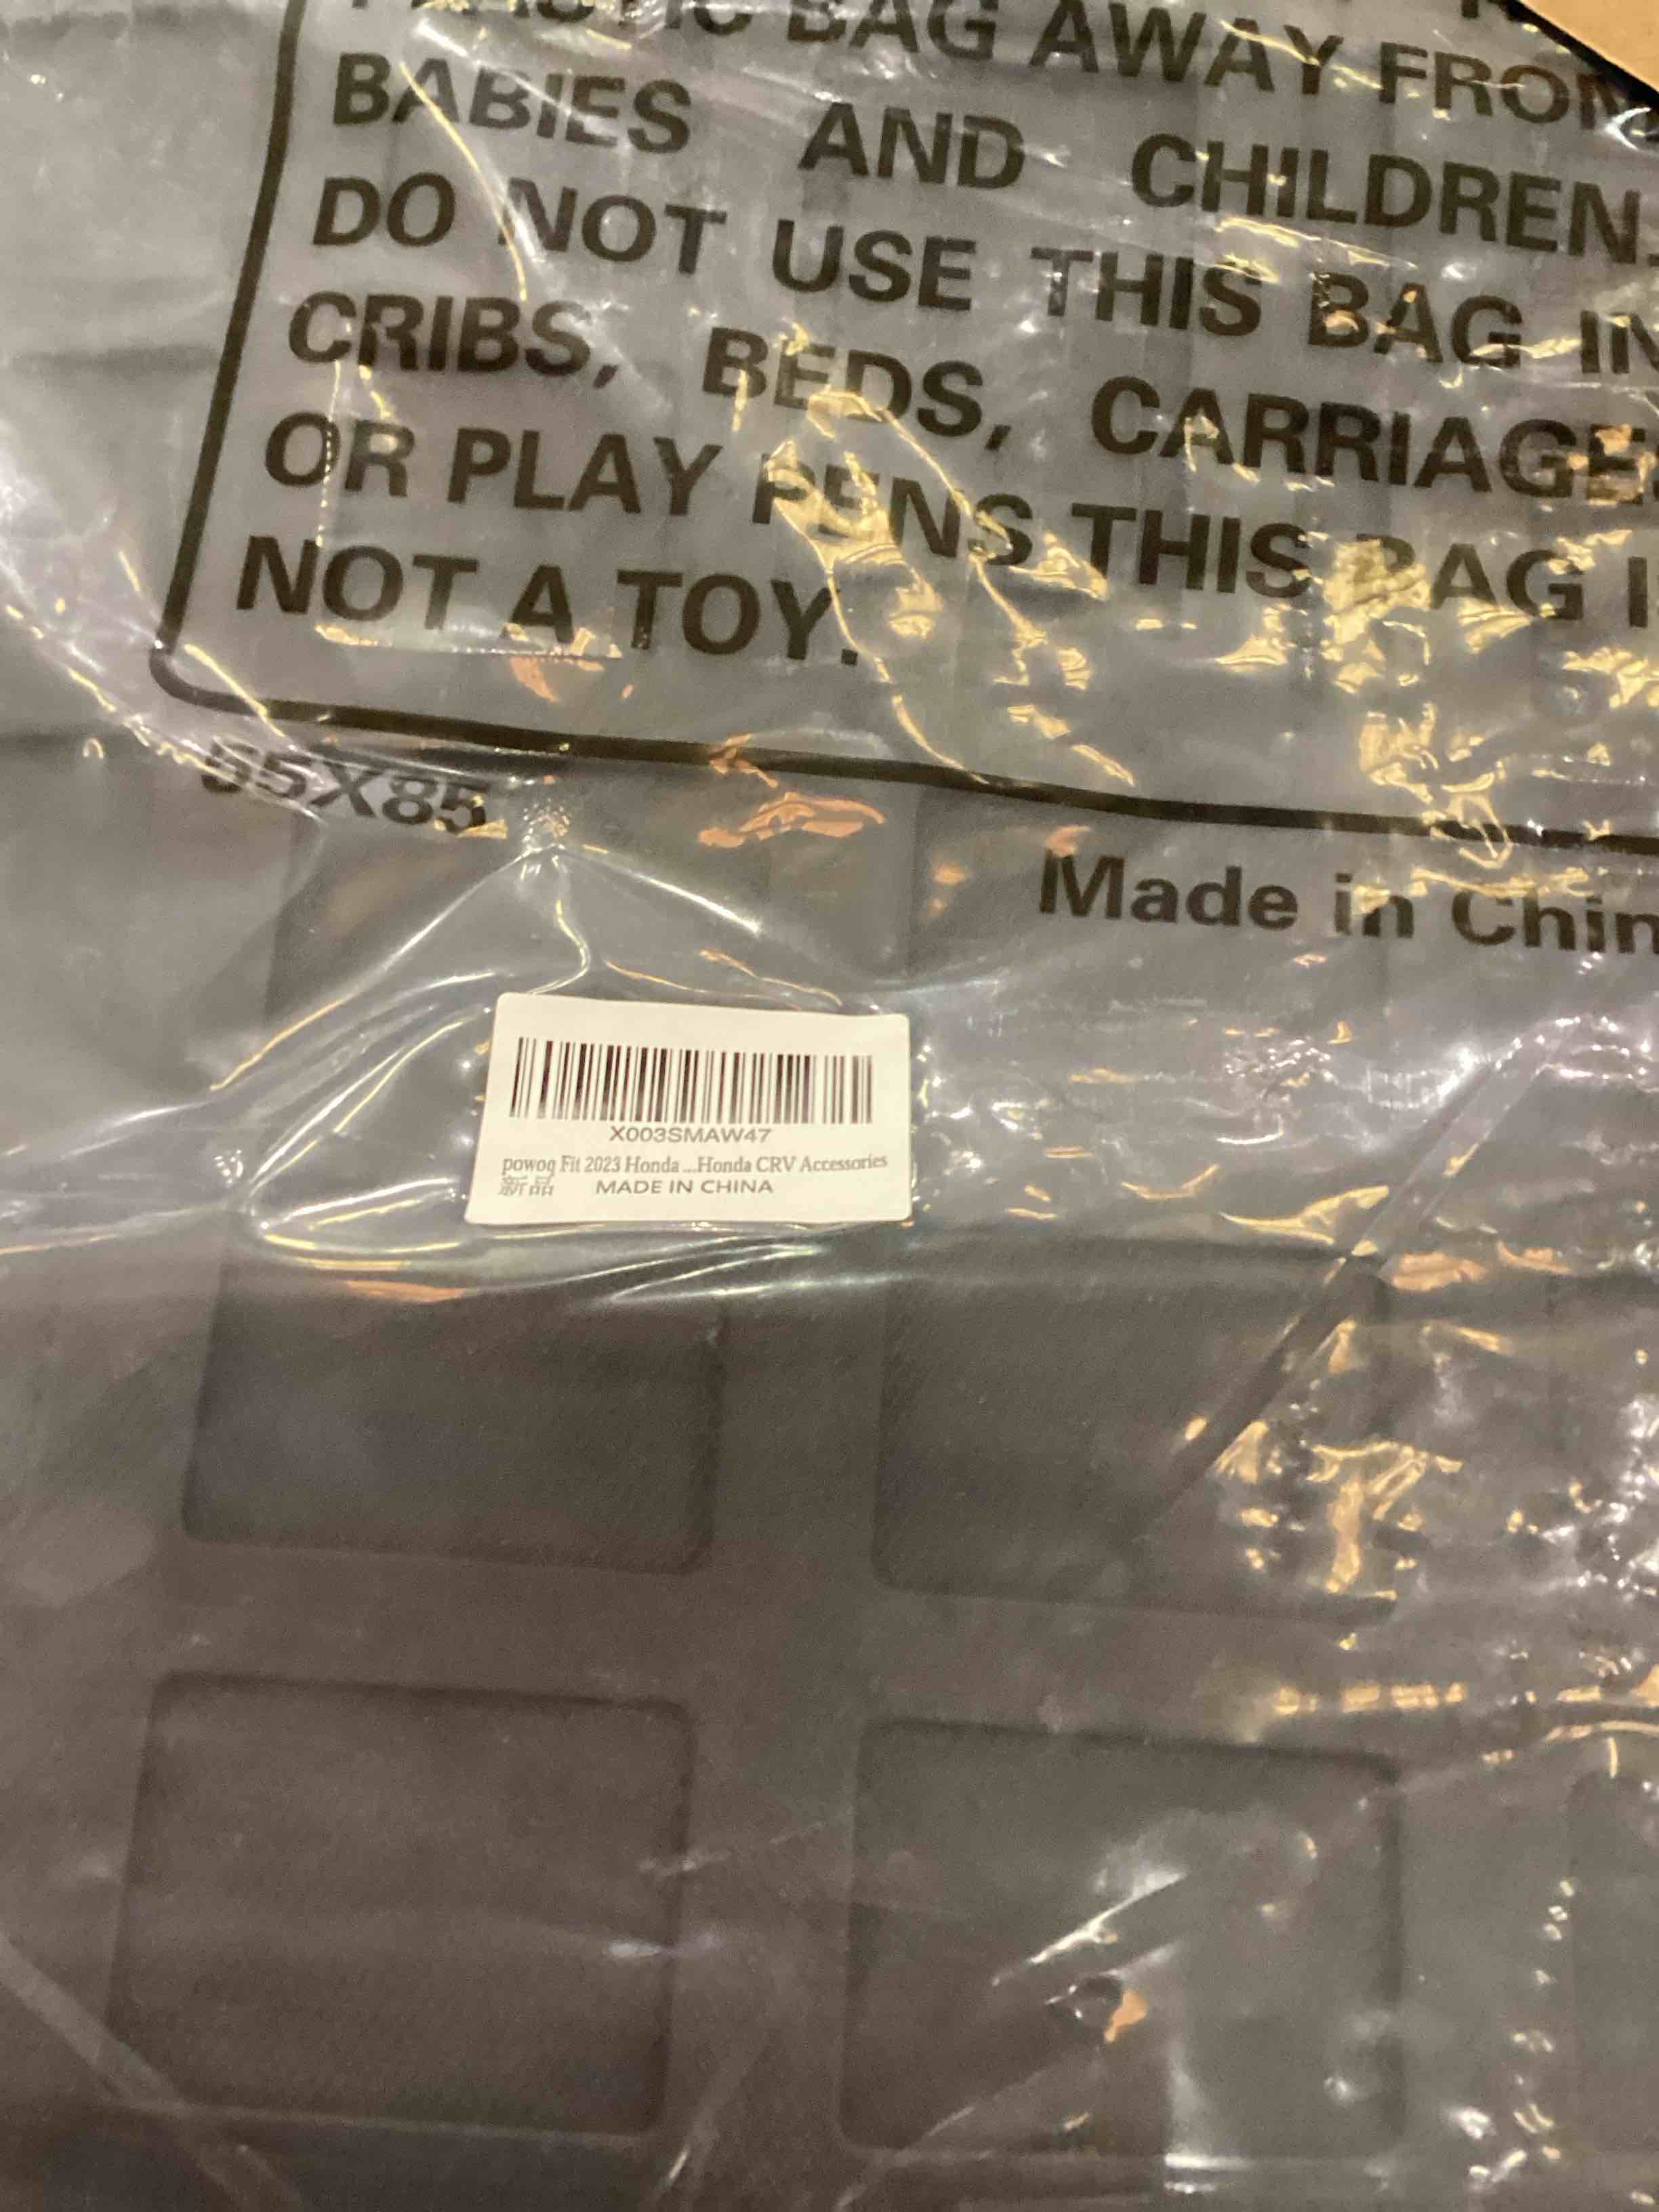 PLASTIC BAG AWAY FROM
BABIES AND CHILDREN.
DO NOT USE THIS BAG IN
CRIBS, BEDS, CARRIAGES
OR PLAY PENS THIS BAG I
NOT A TOY.
55X85
Made in Chin
X003SMAW47
powoq Fit 2023 Honda ...Honda CRV Accessories
新品 MADE IN CHINA